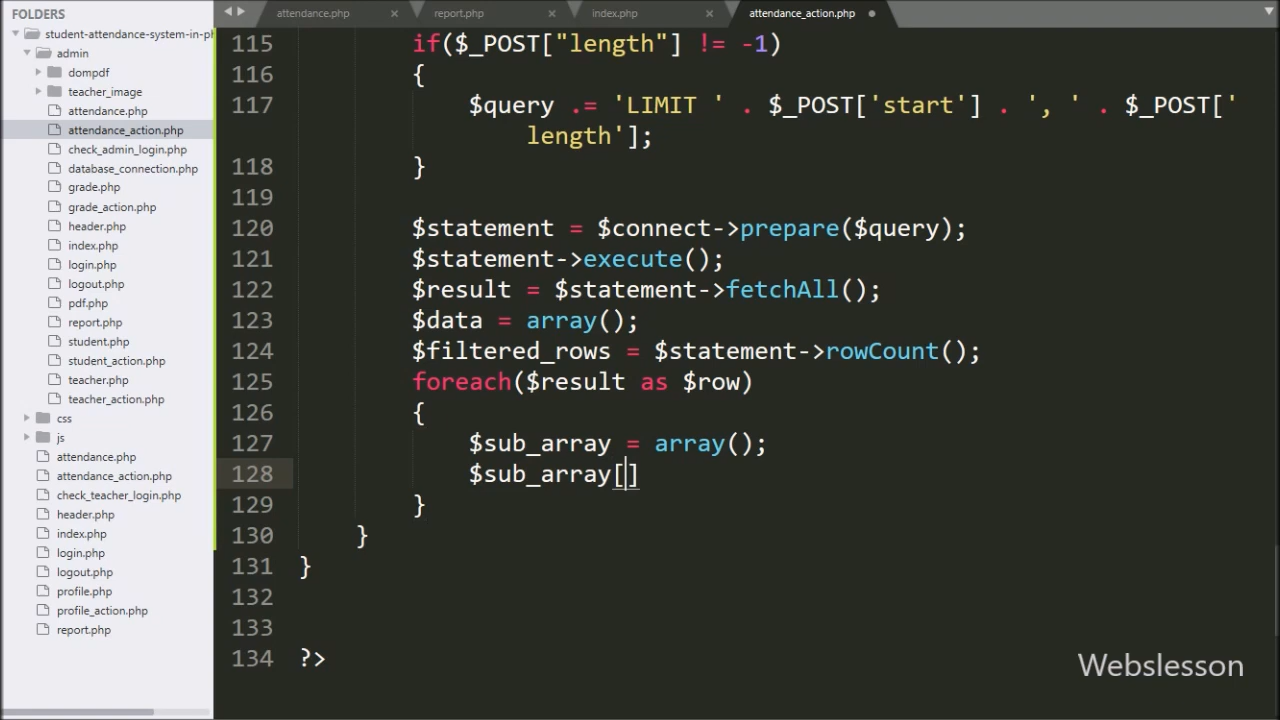 FOLDERS
student-attendance-system-in-ph
admin
dompdf
teacher_image
attendance.php
attendance_action.php
check_admin_login.php
database_connection.php
grade.php
grade_action.php
header.php
index.php
login.php
logout.php
pdf.php
report.php
student.php
student_action.php
teacher.php
teacher_action.php
css
js
attendance.php
attendance_action.php
check_teacher_login.php
header.php
index.php
login.php
logout.php
profile.php
profile_action.php
report.php
attendance.php × report.php × index.php × attendance_action.php
115 if($_POST["length"] != -1)
116 {
117 $query .= 'LIMIT ' . $_POST['start'] . ', ' . $_POST['
length'];
118 }
119
120 $statement = $connect->prepare($query);
121 $statement->execute();
122 $result = $statement->fetchAll();
123 $data = array();
124 $filtered_rows = $statement->rowCount();
125 foreach($result as $row)
126 {
127 $sub_array = array();
128 $sub_array[]
129 }
130 }
131 }
132
133
134 ?>
Webslesson